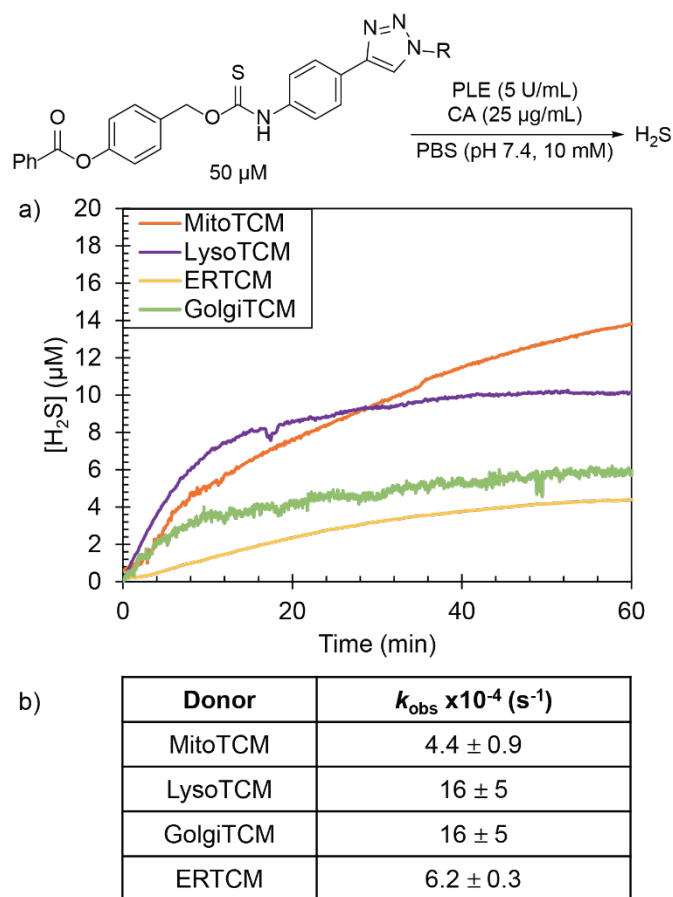 N N
N R
S
O
O N H
Ph O
50 µM
PLE (5 U/mL)
CA (25 µg/mL)
PBS (pH 7.4, 10 mM)
H₂S
a)
20
18
16
14
12
10
8
6
4
2
0
[H₂S] (µM)
MitoTCM
LysoTCM
ERTCM
GolgiTCM
0 20 40 60
Time (min)
b)
Donor kobs x10⁻⁴ (s⁻¹)
MitoTCM 4.4 ± 0.9
LysoTCM 16 ± 5
GolgiTCM 16 ± 5
ERTCM 6.2 ± 0.3